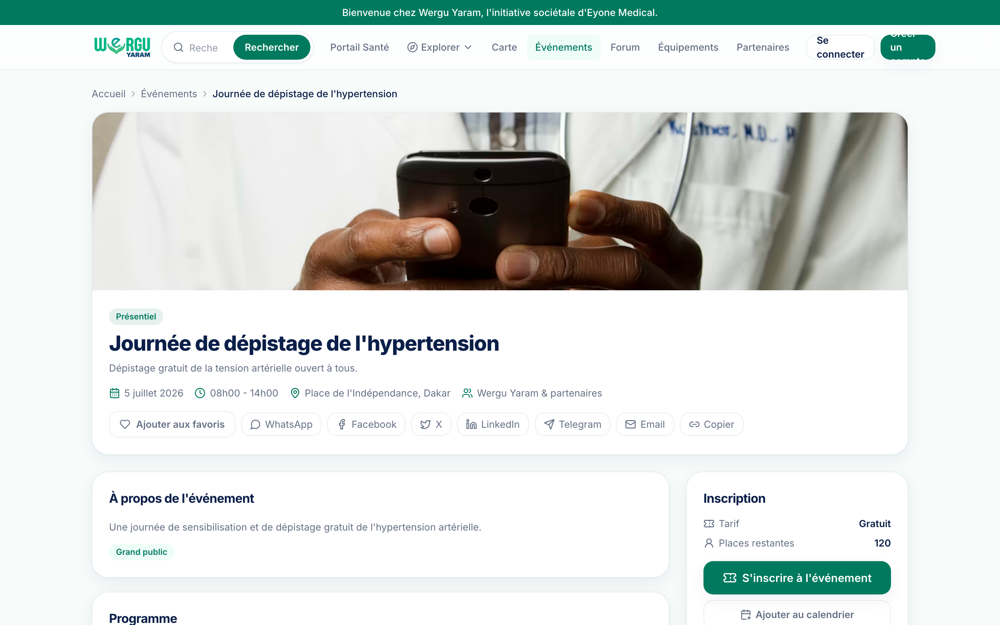 Bienvenue chez Wergu Yaram, l'initiative sociétale d'Eyone Medical.
WeRGU YARAM
Reche
Rechercher
Portail Santé
Explorer
Carte
Événements
Forum
Équipements
Partenaires
Se connecter
Créer un compte
Accueil > Événements > Journée de dépistage de l'hypertension
Présentiel
Journée de dépistage de l'hypertension
Dépistage gratuit de la tension artérielle ouvert à tous.
5 juillet 2026 08h00 - 14h00 Place de l'Indépendance, Dakar Wergu Yaram & partenaires
Ajouter aux favoris WhatsApp Facebook X LinkedIn Telegram Email Copier
À propos de l'événement
Une journée de sensibilisation et de dépistage gratuit de l'hypertension artérielle.
Grand public
Programme
Inscription
Tarif Gratuit
Places restantes 120
S'inscrire à l'événement
Ajouter au calendrier